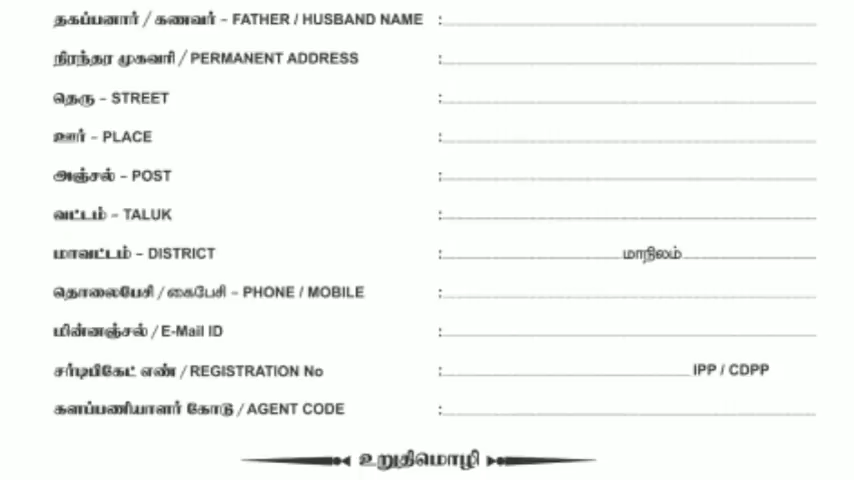 தகப்பனார் / கணவர் – FATHER / HUSBAND NAME :
நிரந்தர முகவரி / PERMANENT ADDRESS :
தெரு – STREET :
ஊர் – PLACE :
அஞ்சல் – POST :
வட்டம் – TALUK :
மாவட்டம் – DISTRICT : மாநிலம்
தொலைபேசி / கைபேசி – PHONE / MOBILE :
மின்னஞ்சல் / E-Mail ID :
சர்டிபிகேட் எண் / REGISTRATION No : IPP / CDPP
களப்பணியாளர் கோடு / AGENT CODE :
உறுதிமொழி